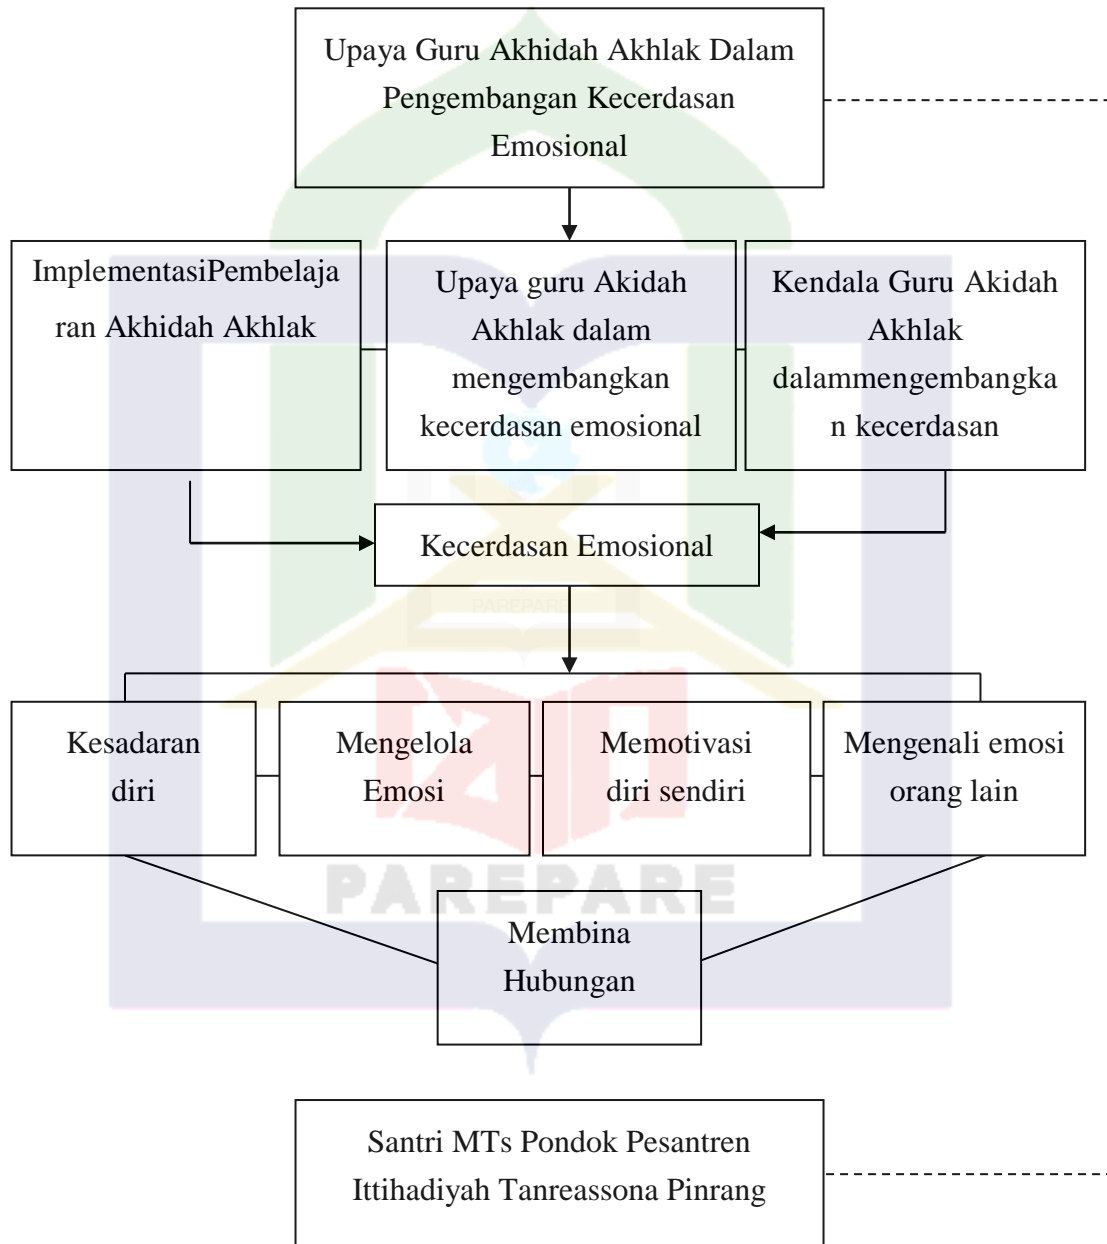 Upaya Guru Akhidah Akhlak Dalam
Pengembangan Kecerdasan
Emosional
ImplementasiPembelaja
ran Akhidah Akhlak
Upaya guru Akidah
Akhlak dalam
mengembangkan
kecerdasan emosional
Kendala Guru Akidah
Akhlak
dalammengembangka
n kecerdasan
Kecerdasan Emosional
PAREPARE
Kesadaran
diri
Mengelola
Emosi
Memotivasi
diri sendiri
Mengenali emosi
orang lain
PAREPARE
Membina
Hubungan
Santri MTs Pondok Pesantren
Ittihadiyah Tanreassona Pinrang